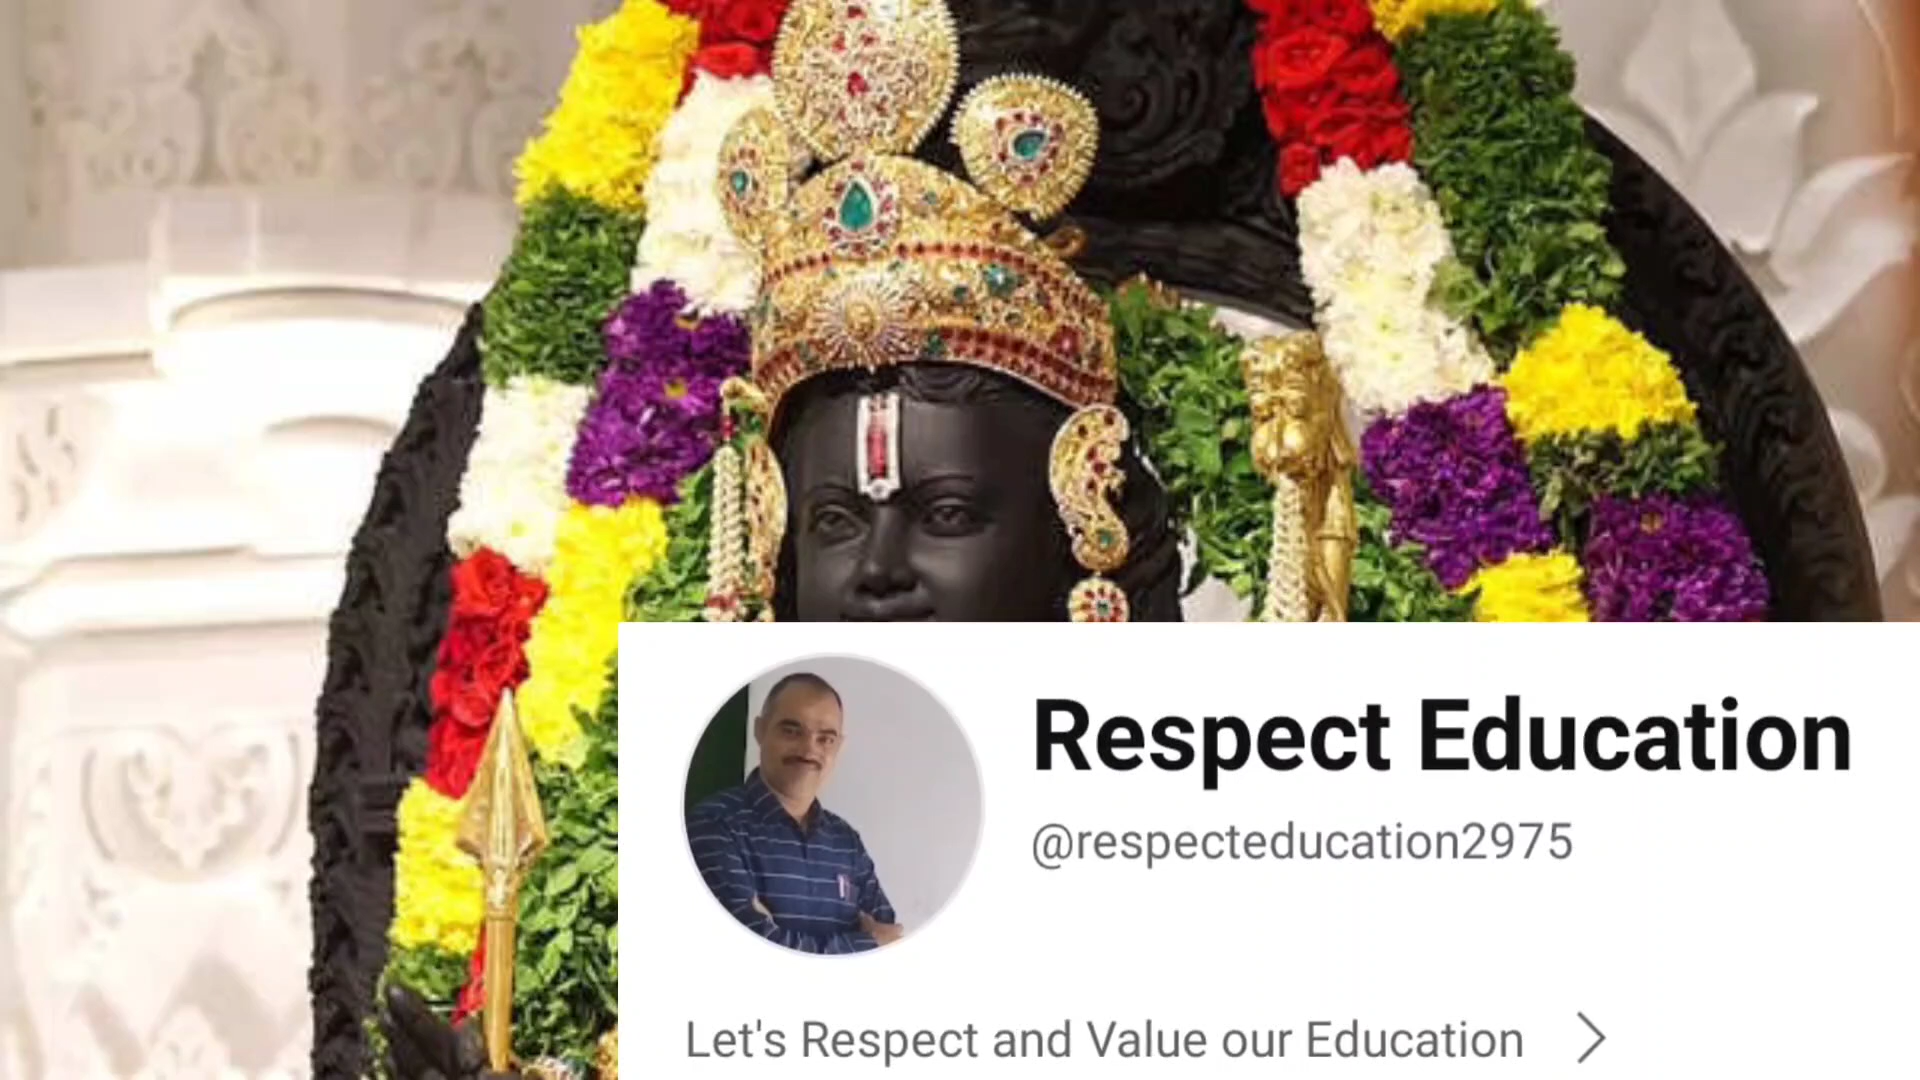 Respect Education
@respecteducation2975
Let's Respect and Value our Education